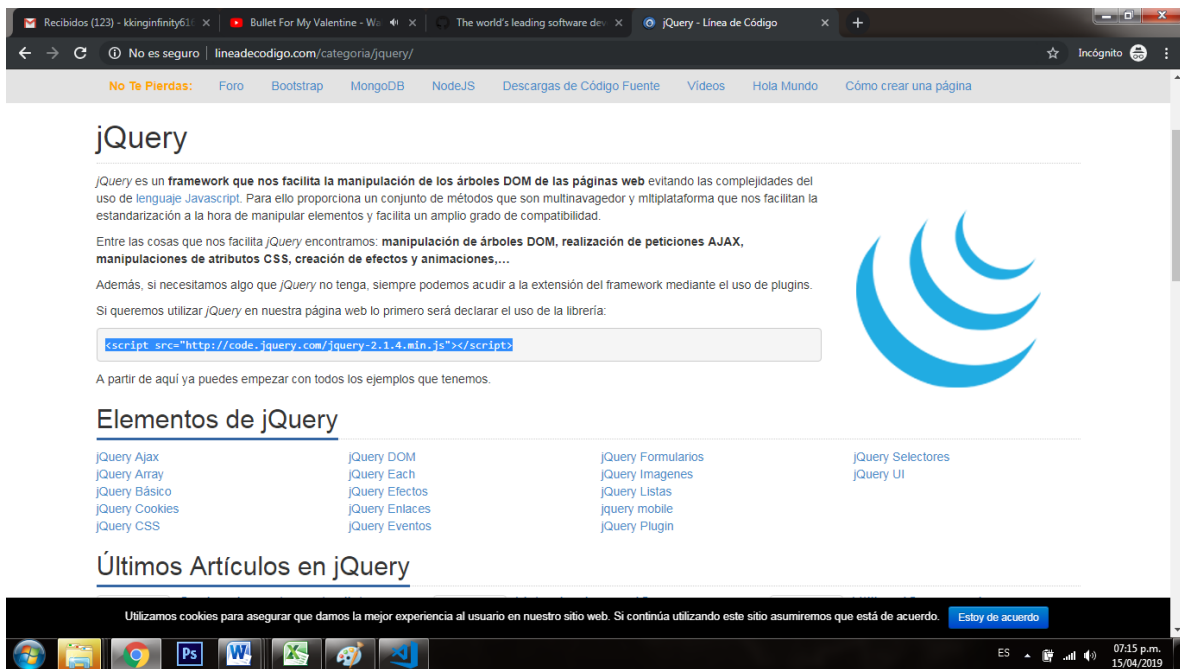 Recibidos (123) - kkinginfinity61
Bullet For My Valentine - Wa
The world's leading software dev
jQuery - Línea de Código
No es seguro | lineadecodigo.com/categoria/jquery/
Incógnito
No Te Pierdas: Foro Bootstrap MongoDB NodeJS Descargas de Código Fuente Vídeos Hola Mundo Cómo crear una página
jQuery
jQuery es un framework que nos facilita la manipulación de los árboles DOM de las páginas web evitando las complejidades del
uso de lenguaje Javascript. Para ello proporciona un conjunto de métodos que son multinavagedor y mltiplataforma que nos facilitan la
estandarización a la hora de manipular elementos y facilita un amplio grado de compatibilidad.
Entre las cosas que nos facilita jQuery encontramos: manipulación de árboles DOM, realización de peticiones AJAX,
manipulaciones de atributos CSS, creación de efectos y animaciones,…
Además, si necesitamos algo que jQuery no tenga, siempre podemos acudir a la extensión del framework mediante el uso de plugins.
Si queremos utilizar jQuery en nuestra página web lo primero será declarar el uso de la librería:
<script src="http://code.jquery.com/jquery-2.1.4.min.js"></script>
A partir de aquí ya puedes empezar con todos los ejemplos que tenemos.
Elementos de jQuery
jQuery Ajax
jQuery Array
jQuery Básico
jQuery Cookies
jQuery CSS
jQuery DOM
jQuery Each
jQuery Efectos
jQuery Enlaces
jQuery Eventos
jQuery Formularios
jQuery Imagenes
jQuery Listas
jquery mobile
jQuery Plugin
jQuery Selectores
jQuery UI
Últimos Artículos en jQuery
Utilizamos cookies para asegurar que damos la mejor experiencia al usuario en nuestro sitio web. Si continúa utilizando este sitio asumiremos que está de acuerdo.
Estoy de acuerdo
Ps
ES
07:15 p.m.
15/04/2019